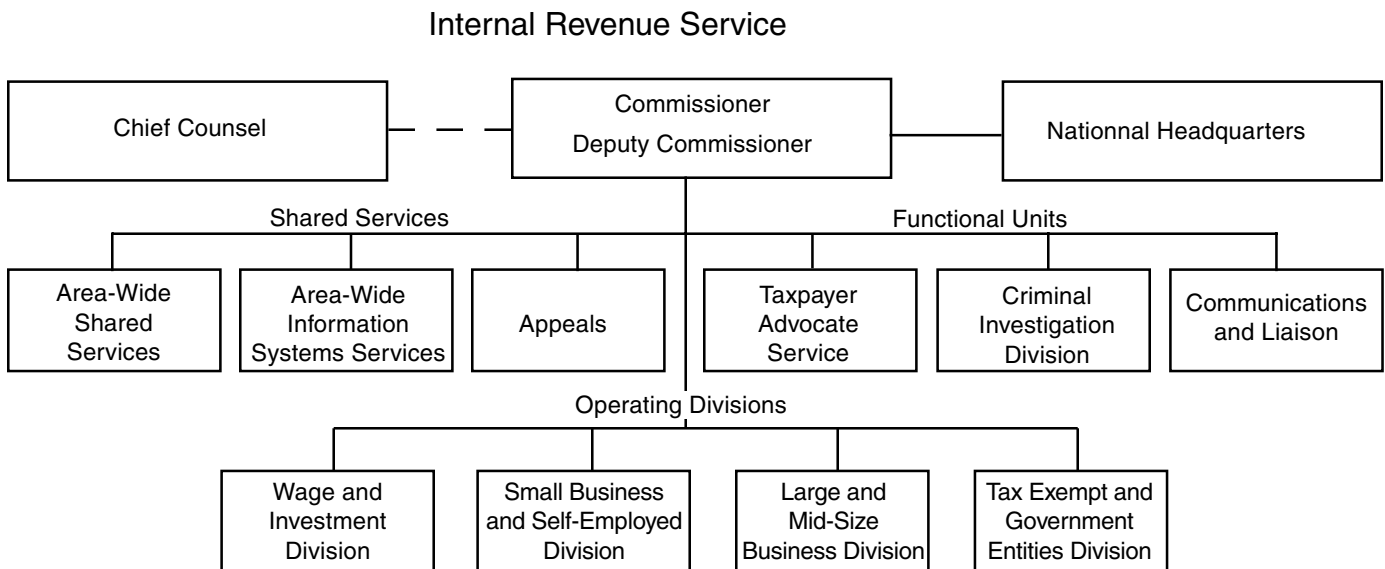 Internal Revenue Service
Chief Counsel
Commissioner
Deputy Commissioner
Nationnal Headquarters
Shared Services
Functional Units
Area-Wide
Shared
Services
Area-Wide
Information
Systems Services
Appeals
Taxpayer
Advocate
Service
Criminal
Investigation
Division
Communications
and Liaison
Operating Divisions
Wage and
Investment
Division
Small Business
and Self-Employed
Division
Large and
Mid-Size
Business Division
Tax Exempt and
Government
Entities Division